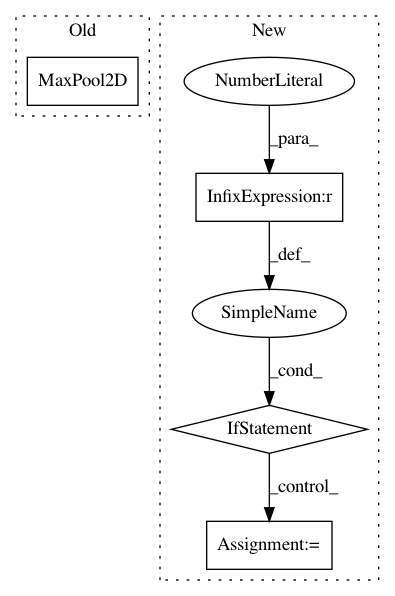 Old
New
MaxPool2D
NumberLiteral
_para_
InfixExpression:r
_def_
SimpleName
_cond_
IfStatement
_control_
Assignment:=